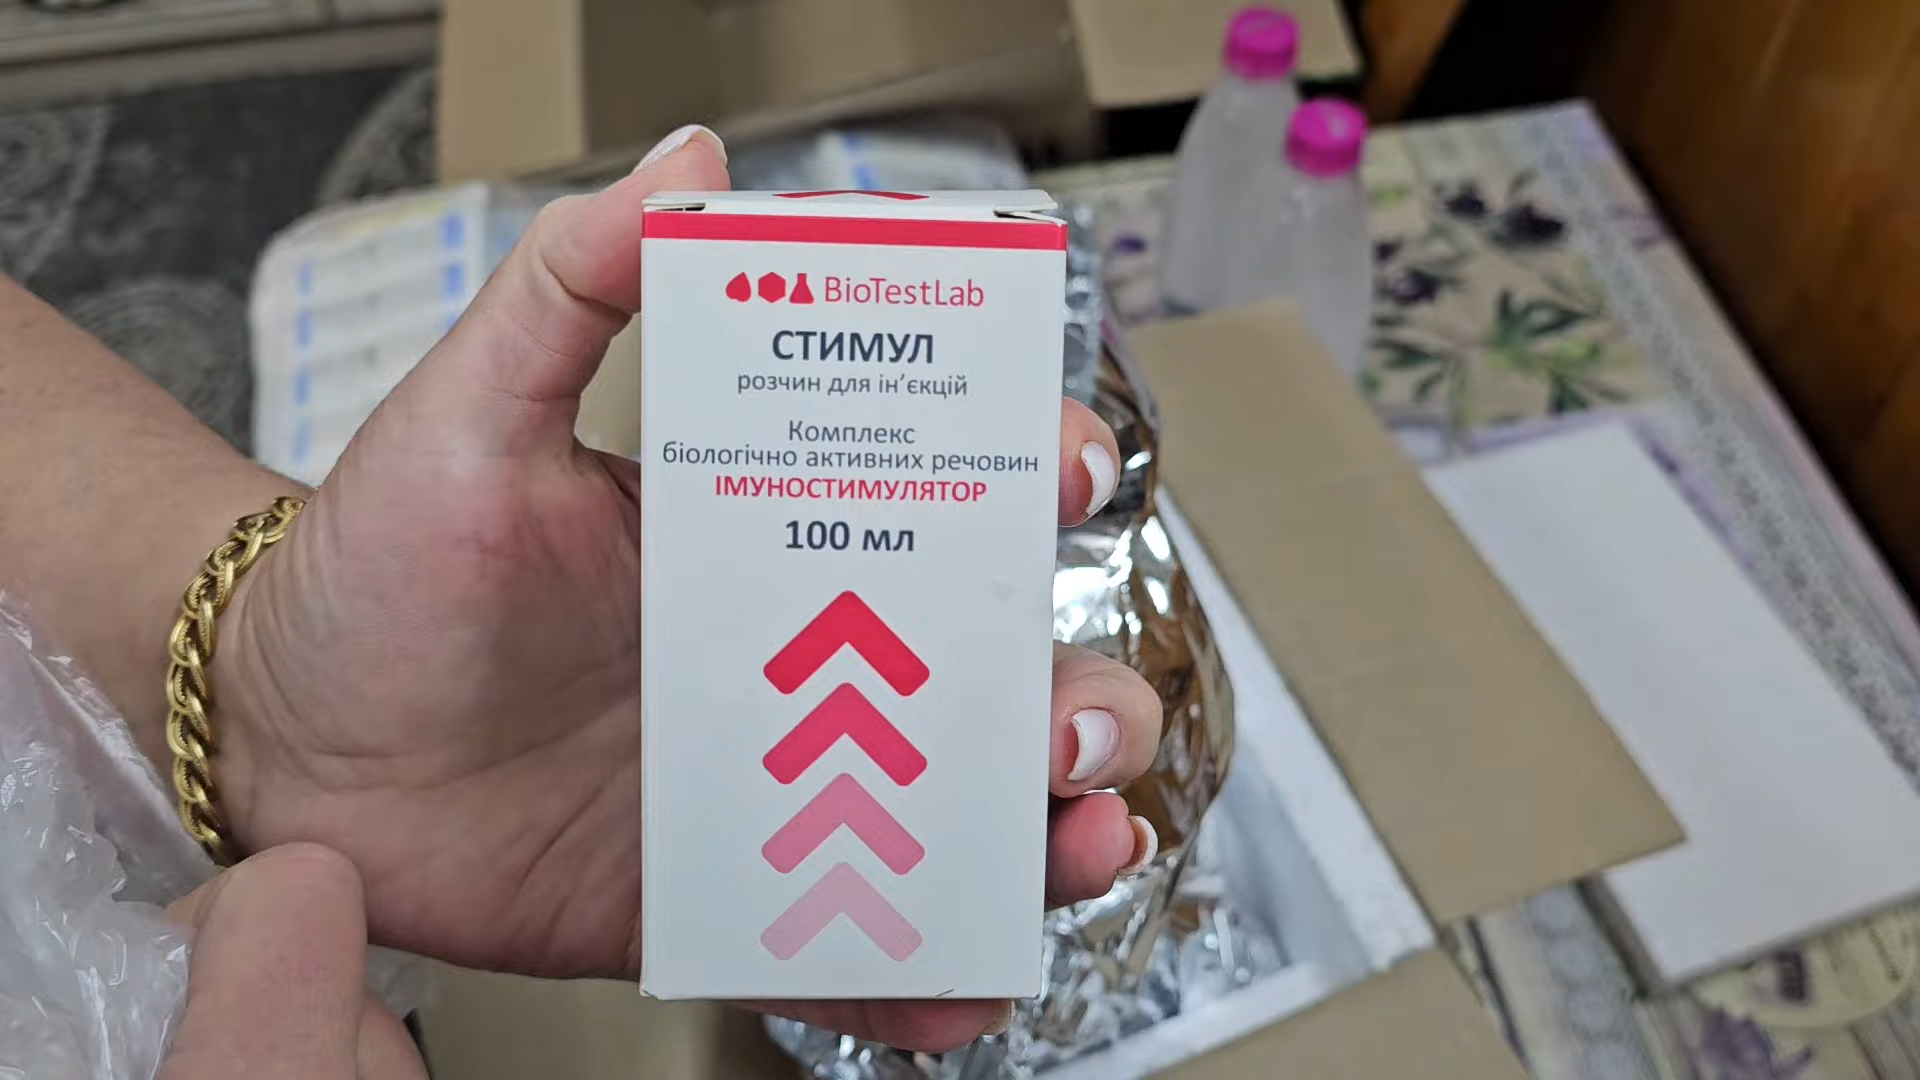 BioTestLab
СТИМУЛ
розчин для ін’єкцій
Комплекс
біологічно активних речовин
ІМУНОСТИМУЛЯТОР
100 мл